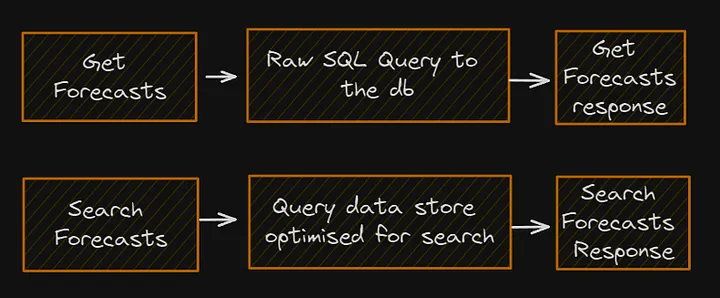 Get
Forecasts
Raw SQL Query to
the db
Get
Forecasts
response
Search
Forecasts
Query data store
optimised for search
Search
Forecasts
Response